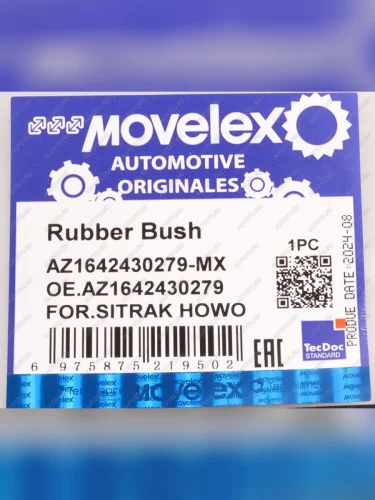 MOVELEX
AUTOMOTIVE
ORIGINALES
Rubber Bush
1PC
AZ1642430279-MX
OE.AZ1642430279
FOR.SITRAK HOWO
PRODUE DATE:2024-08
6 975875 219502
EAC
TecDoc
STANDARD
Movelex